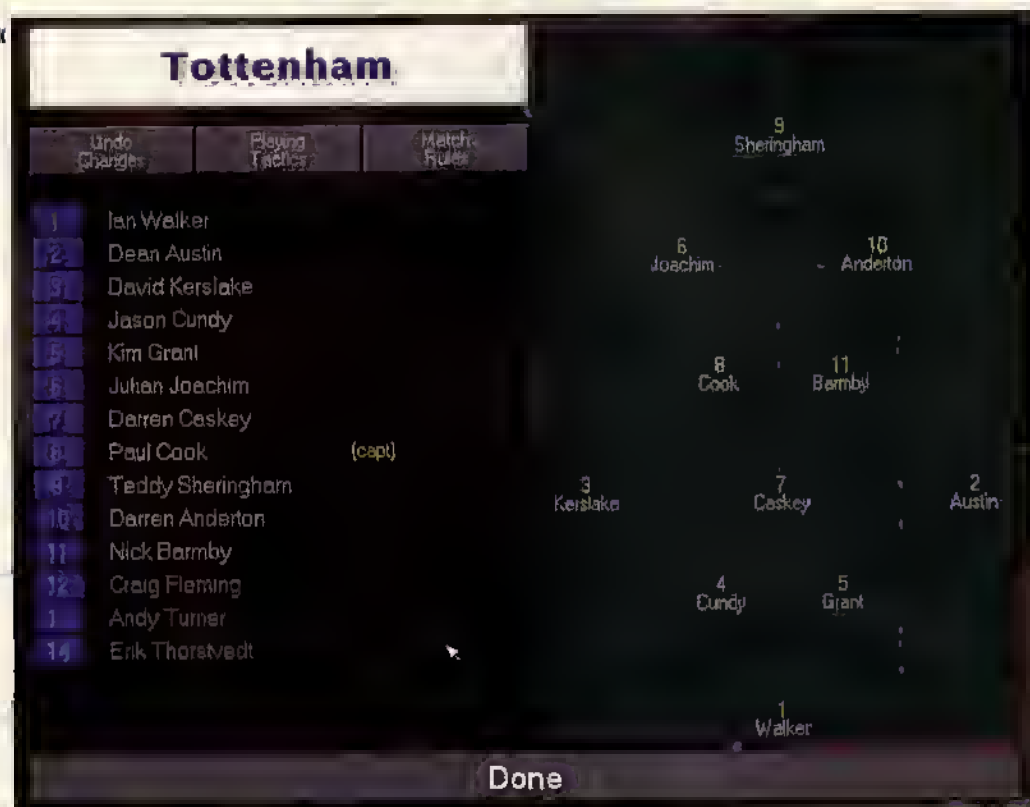 Tottenham
Undo Changes
Playing Tactics
Match Rules
1 Ian Walker
2 Dean Austin
3 David Kerslake
4 Jason Cundy
5 Kim Grant
6 Julian Joachim
7 Darren Caskey
8 Paul Cook (capt)
9 Teddy Sheringham
10 Darren Anderton
11 Nick Barmby
12 Craig Fleming
1 Andy Turner
14 Erik Thorstvedt
9
Sheringham
6
Joachim
10
Anderton
8
Cook
11
Barmby
3
Kerslake
7
Caskey
2
Austin
4
Cundy
5
Grant
1
Walker
Done